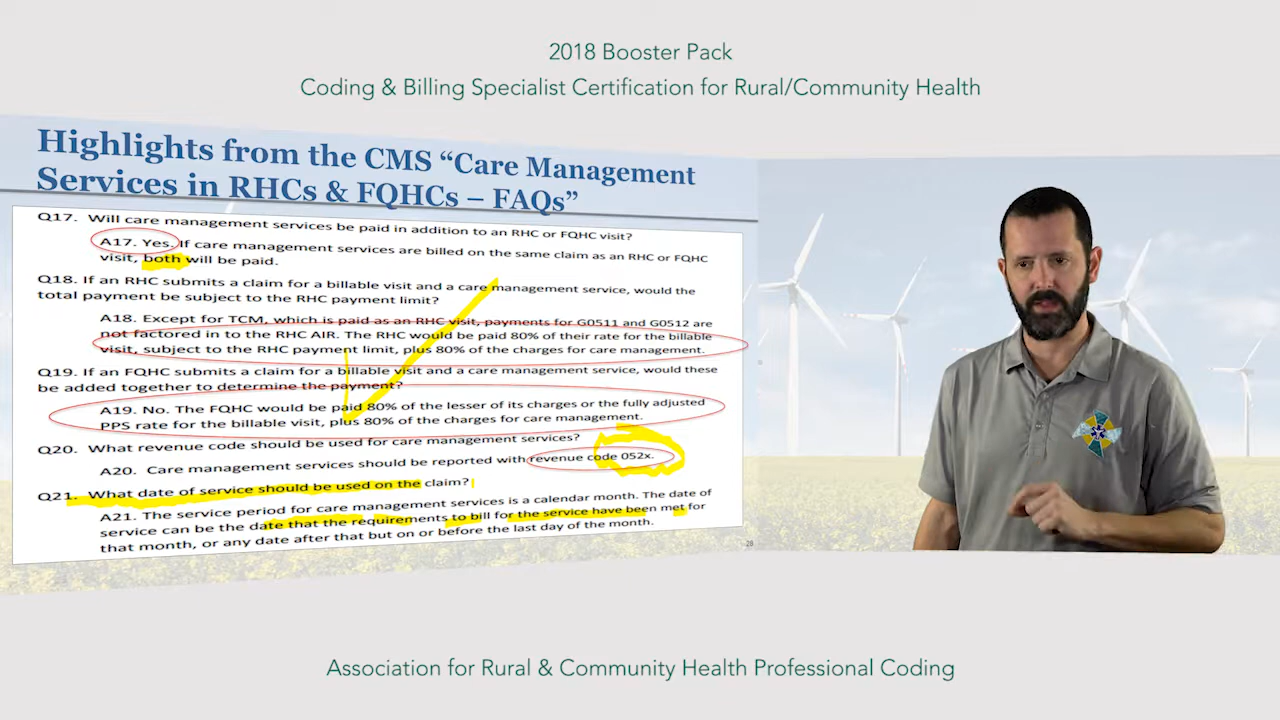 2018 Booster Pack
Coding & Billing Specialist Certification for Rural/Community Health
Highlights from the CMS “Care Management
Services in RHCs & FQHCs – FAQs”
Q17. Will care management services be paid in addition to an RHC or FQHC visit?
A17. Yes. If care management services are billed on the same claim as an RHC or FQHC
visit, both will be paid.
Q18. If an RHC submits a claim for a billable visit and a care management service, would the
total payment be subject to the RHC payment limit?
A18. Except for TCM, which is paid as an RHC visit, payments for G0511 and G0512 are
not factored in to the RHC AIR. The RHC would be paid 80% of their rate for the billable
visit, subject to the RHC payment limit, plus 80% of the charges for care management.
Q19. If an FQHC submits a claim for a billable visit and a care management service, would these
be added together to determine the payment?
A19. No. The FQHC would be paid 80% of the lesser of its charges or the fully adjusted
PPS rate for the billable visit, plus 80% of the charges for care management.
Q20. What revenue code should be used for care management services?
A20. Care management services should be reported with revenue code 052x.
Q21. What date of service should be used on the claim?
A21. The service period for care management services is a calendar month. The date of
service can be the date that the requirements to bill for the service have been met for
that month, or any date after that but on or before the last day of the month.
28
Association for Rural & Community Health Professional Coding